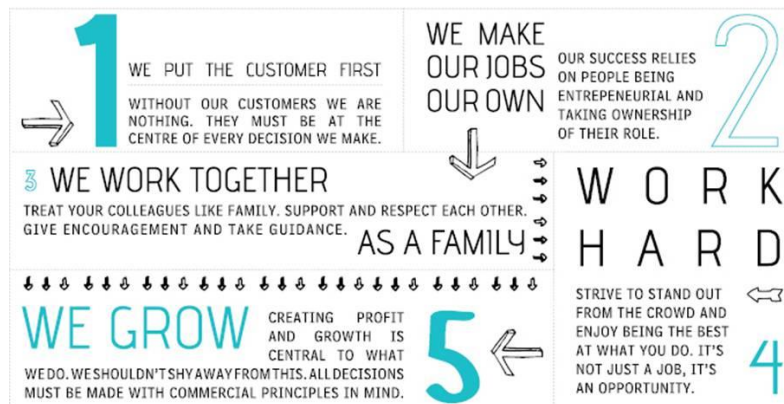 1
WE PUT THE CUSTOMER FIRST
WITHOUT OUR CUSTOMERS WE ARE
NOTHING. THEY MUST BE AT THE
CENTRE OF EVERY DECISION WE MAKE.
WE MAKE
OUR JOBS
OUR OWN
OUR SUCCESS RELIES
ON PEOPLE BEING
ENTREPENEURIAL AND
TAKING OWNERSHIP
OF THEIR ROLE.
2
3 WE WORK TOGETHER
TREAT YOUR COLLEAGUES LIKE FAMILY. SUPPORT AND RESPECT EACH OTHER.
GIVE ENCOURAGEMENT AND TAKE GUIDANCE.
AS A FAMILY
WORK
HARD
STRIVE TO STAND OUT
FROM THE CROWD AND
ENJOY BEING THE BEST
AT WHAT YOU DO. IT'S
NOT JUST A JOB, IT'S
AN OPPORTUNITY.
4
WE GROW
CREATING PROFIT
AND GROWTH IS
CENTRAL TO WHAT
WE DO. WE SHOULDN'T SHY AWAY FROM THIS. ALL DECISIONS
MUST BE MADE WITH COMMERCIAL PRINCIPLES IN MIND.
5